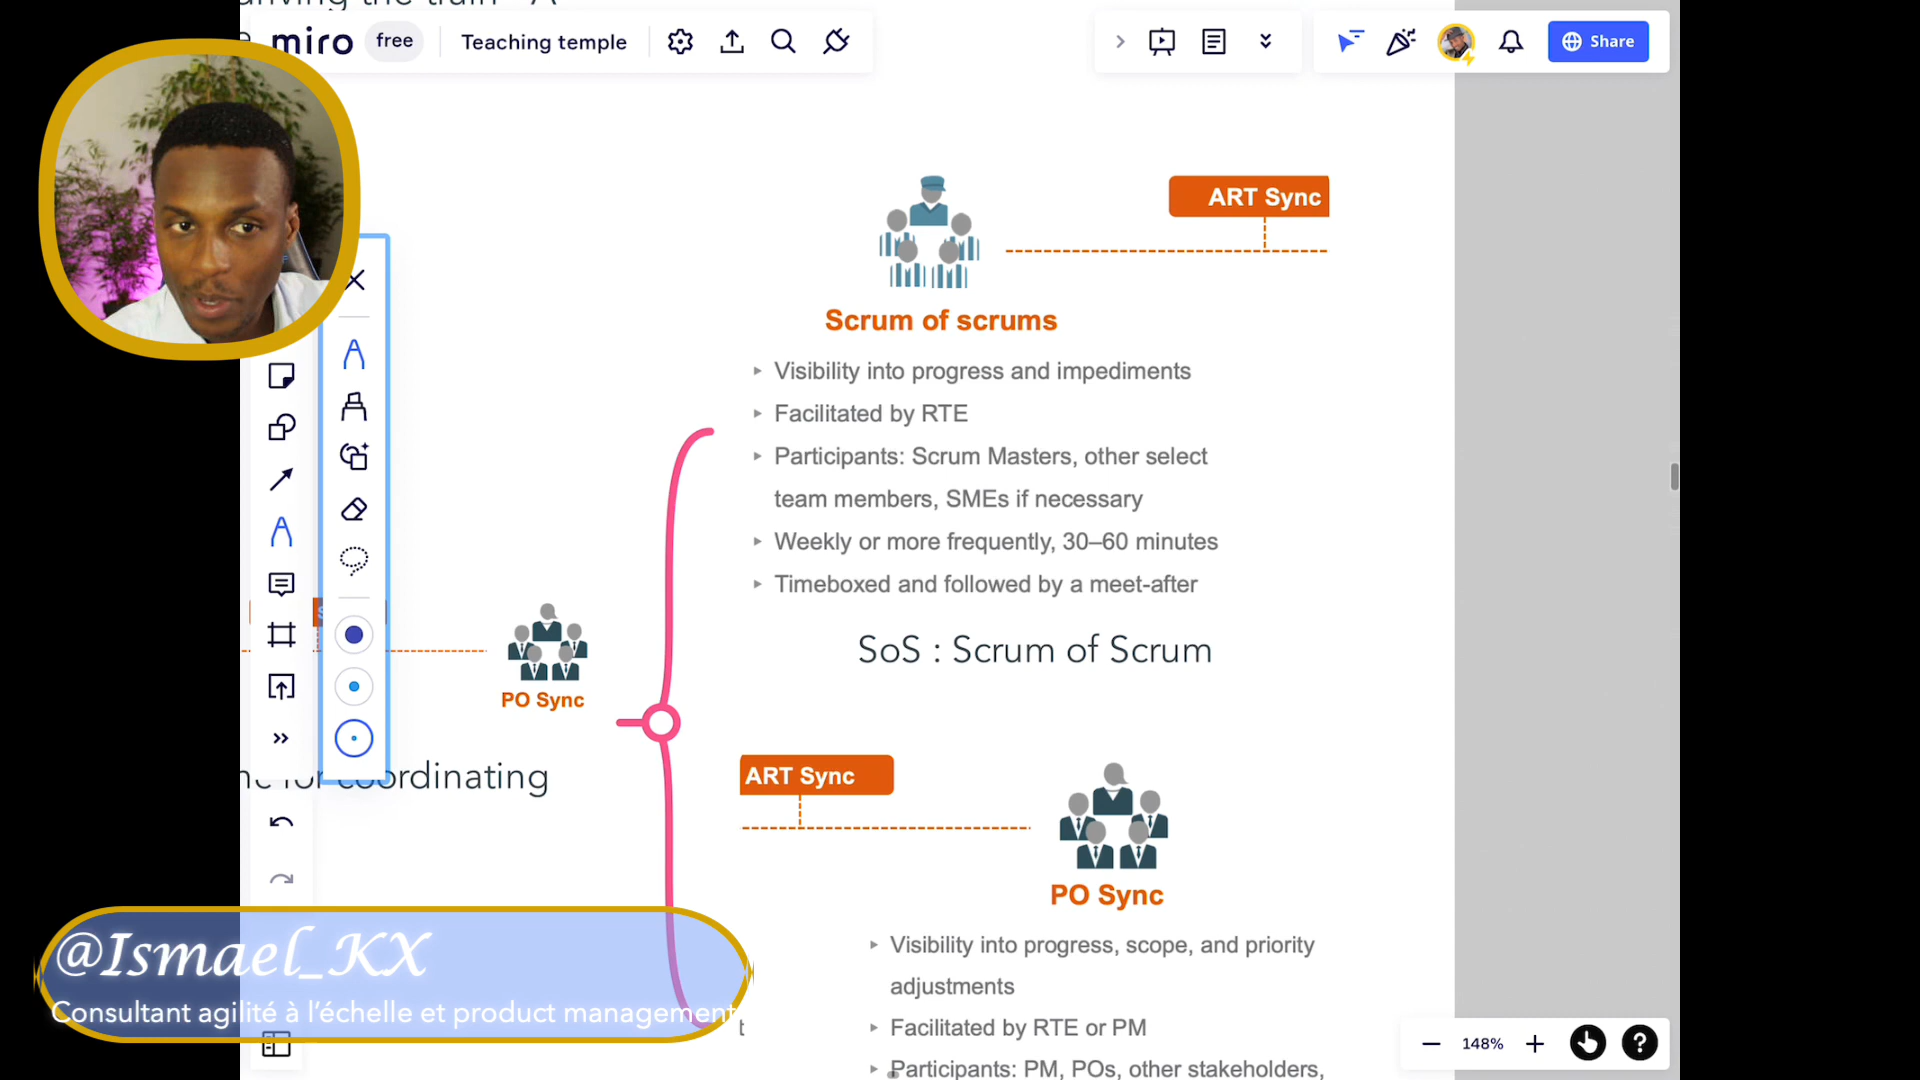 miro
free
Teaching temple
Share
ART Sync
Scrum of scrums
Visibility into progress and impediments
Facilitated by RTE
Participants: Scrum Masters, other select
team members, SMEs if necessary
Weekly or more frequently, 30–60 minutes
Timeboxed and followed by a meet-after
SoS : Scrum of Scrum
PO Sync
for coordinating
ART Sync
PO Sync
Visibility into progress, scope, and priority
adjustments
Facilitated by RTE or PM
Participants: PM, POs, other stakeholders,
@Ismael_KX
Consultant agilité à l’échelle et product management
148%